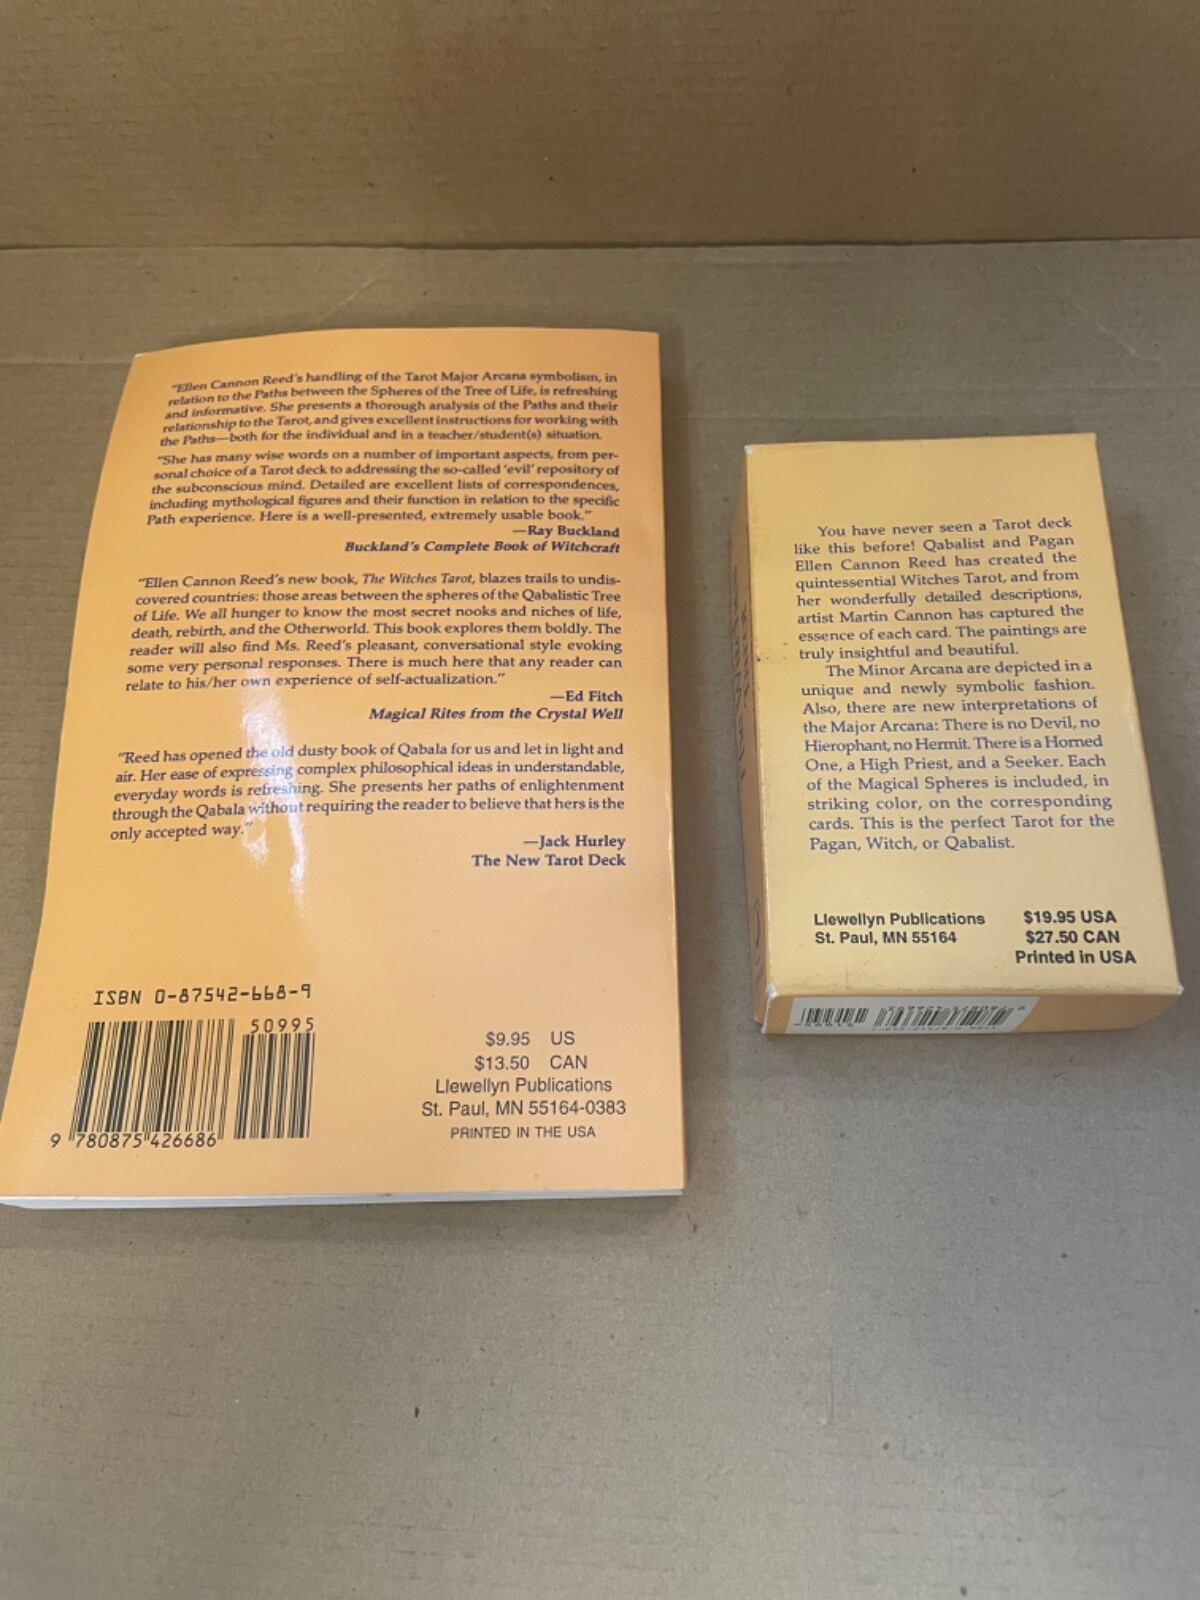 "Ellen Cannon Reed's handling of the Tarot Major Arcana symbolism, in
relation to the Paths between the Spheres of the Tree of Life, is refreshing
and informative. She presents a thorough analysis of the Paths and their
relationship to the Tarot, and gives excellent instructions for working with
the Paths—both for the individual and in a teacher/student(s) situation.
"She has many wise words on a number of important aspects, from per-
sonal choice of a Tarot deck to addressing the so-called 'evil' repository of
the subconscious mind. Detailed are excellent lists of correspondences,
including mythological figures and their function in relation to the specific
Path experience. Here is a well-presented, extremely usable book."
—Ray Buckland
Buckland's Complete Book of Witchcraft
"Ellen Cannon Reed's new book, The Witches Tarot, blazes trails to undis-
covered countries: those areas between the spheres of the Qabalistic Tree
of Life. We all hunger to know the most secret nooks and niches of life,
death, rebirth, and the Otherworld. This book explores them boldly. The
reader will also find Ms. Reed's pleasant, conversational style evoking
some very personal responses. There is much here that any reader can
relate to his/her own experience of self-actualization."
—Ed Fitch
Magical Rites from the Crystal Well
"Reed has opened the old dusty book of Qabala for us and let in light and
air. Her ease of expressing complex philosophical ideas in understandable,
everyday words is refreshing. She presents her paths of enlightenment
through the Qabala without requiring the reader to believe that hers is the
only accepted way."
—Jack Hurley
The New Tarot Deck
ISBN 0-87542-668-9
50995
9 780875 426686
$9.95 US
$13.50 CAN
Llewellyn Publications
St. Paul, MN 55164-0383
PRINTED IN THE USA
You have never seen a Tarot deck
like this before! Qabalist and Pagan
Ellen Cannon Reed has created the
quintessential Witches Tarot, and from
her wonderfully detailed descriptions,
artist Martin Cannon has captured the
essence of each card. The paintings are
truly insightful and beautiful.
The Minor Arcana are depicted in a
unique and newly symbolic fashion.
Also, there are new interpretations of
the Major Arcana: There is no Devil, no
Hierophant, no Hermit. There is a Horned
One, a High Priest, and a Seeker. Each
of the Magical Spheres is included, in
striking color, on the corresponding
cards. This is the perfect Tarot for the
Pagan, Witch, or Qabalist.
Llewellyn Publications
St. Paul, MN 55164
$19.95 USA
$27.50 CAN
Printed in USA